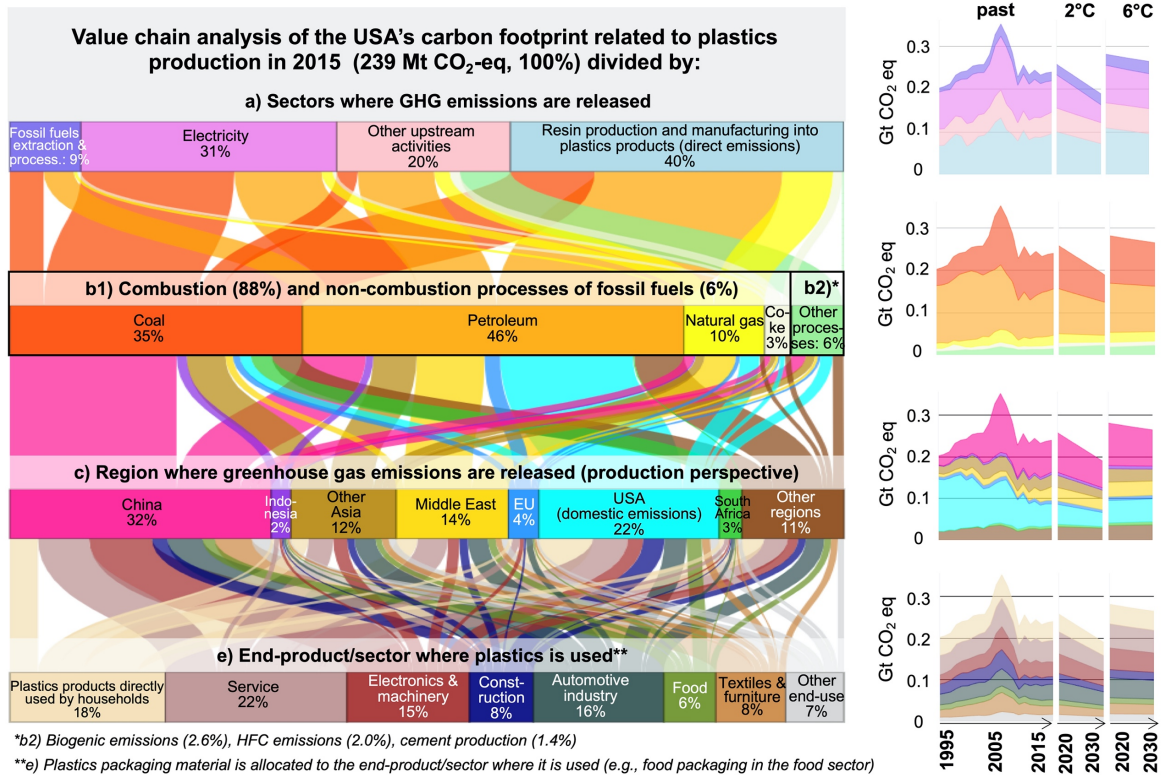 Value chain analysis of the USA's carbon footprint related to plastics
production in 2015 (239 Mt CO₂-eq, 100%) divided by:
a) Sectors where GHG emissions are released
Fossil fuels
extraction &
process.: 9%
Electricity
31%
Other upstream
activities
20%
Resin production and manufacturing into
plastics products (direct emissions)
40%
b1) Combustion (88%) and non-combustion processes of fossil fuels (6%)
b2)*
Coal
35%
Petroleum
46%
Natural gas
10%
Co-
ke
3%
Other
proces-
ses: 6%
c) Region where greenhouse gas emissions are released (production perspective)
China
32%
Indo-
nesia
2%
Other
Asia
12%
Middle East
14%
EU
4%
USA
(domestic emissions)
22%
South
Africa
3%
Other
regions
11%
e) End-product/sector where plastics is used**
Plastics products directly
used by households
18%
Service
22%
Electronics &
machinery
15%
Const-
ruction
8%
Automotive
industry
16%
Food
6%
Textiles &
furniture
8%
Other
end-use
7%
*b2) Biogenic emissions (2.6%), HFC emissions (2.0%), cement production (1.4%)
**e) Plastics packaging material is allocated to the end-product/sector where it is used (e.g., food packaging in the food sector)
past
2°C
6°C
Gt CO₂ eq
0.3
0.2
0.1
0
Gt CO₂ eq
0.3
0.2
0.1
0
Gt CO₂ eq
0.3
0.2
0.1
0
Gt CO₂ eq
0.3
0.2
0.1
0
1995
2005
2015
2020
2030
2020
2030